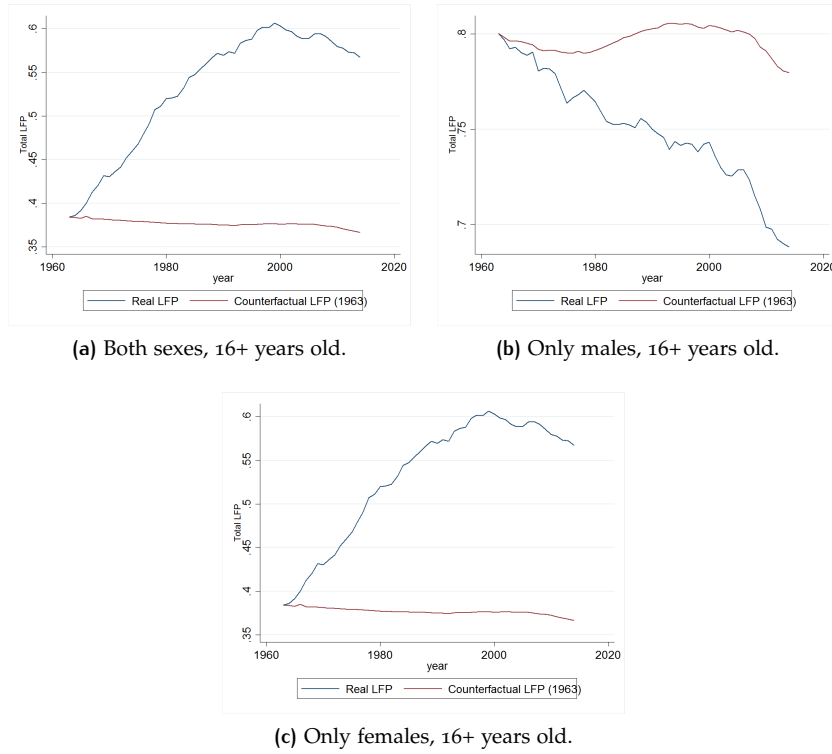 .6
.55
.5
.45
.4
.35
Total LFP
1960
1980
2000
2020
year
Real LFP
Counterfactual LFP (1963)
(a) Both sexes, 16+ years old.
.8
.75
.7
Total LFP
1960
1980
2000
2020
year
Real LFP
Counterfactual LFP (1963)
(b) Only males, 16+ years old.
.6
.55
.5
.45
.4
.35
Total LFP
1960
1980
2000
2020
year
Real LFP
Counterfactual LFP (1963)
(c) Only females, 16+ years old.